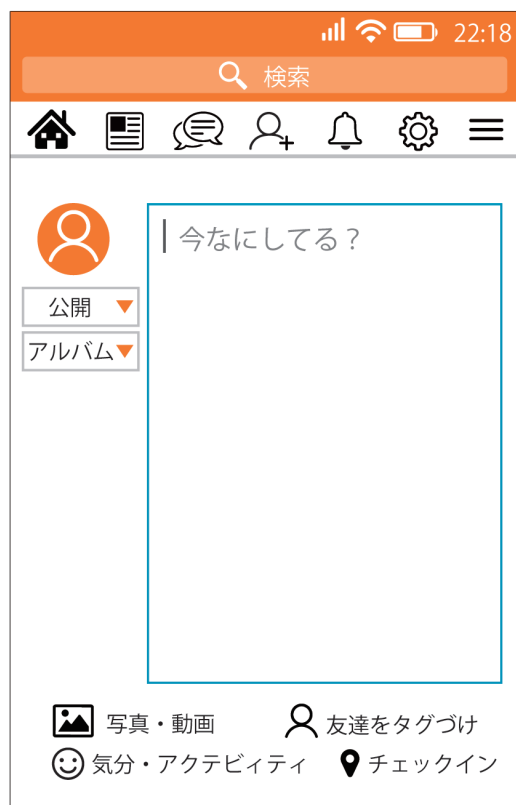 22:18
検索
今なにしてる？
公開
アルバム
写真・動画
友達をタグづけ
気分・アクテビィティ
チェックイン